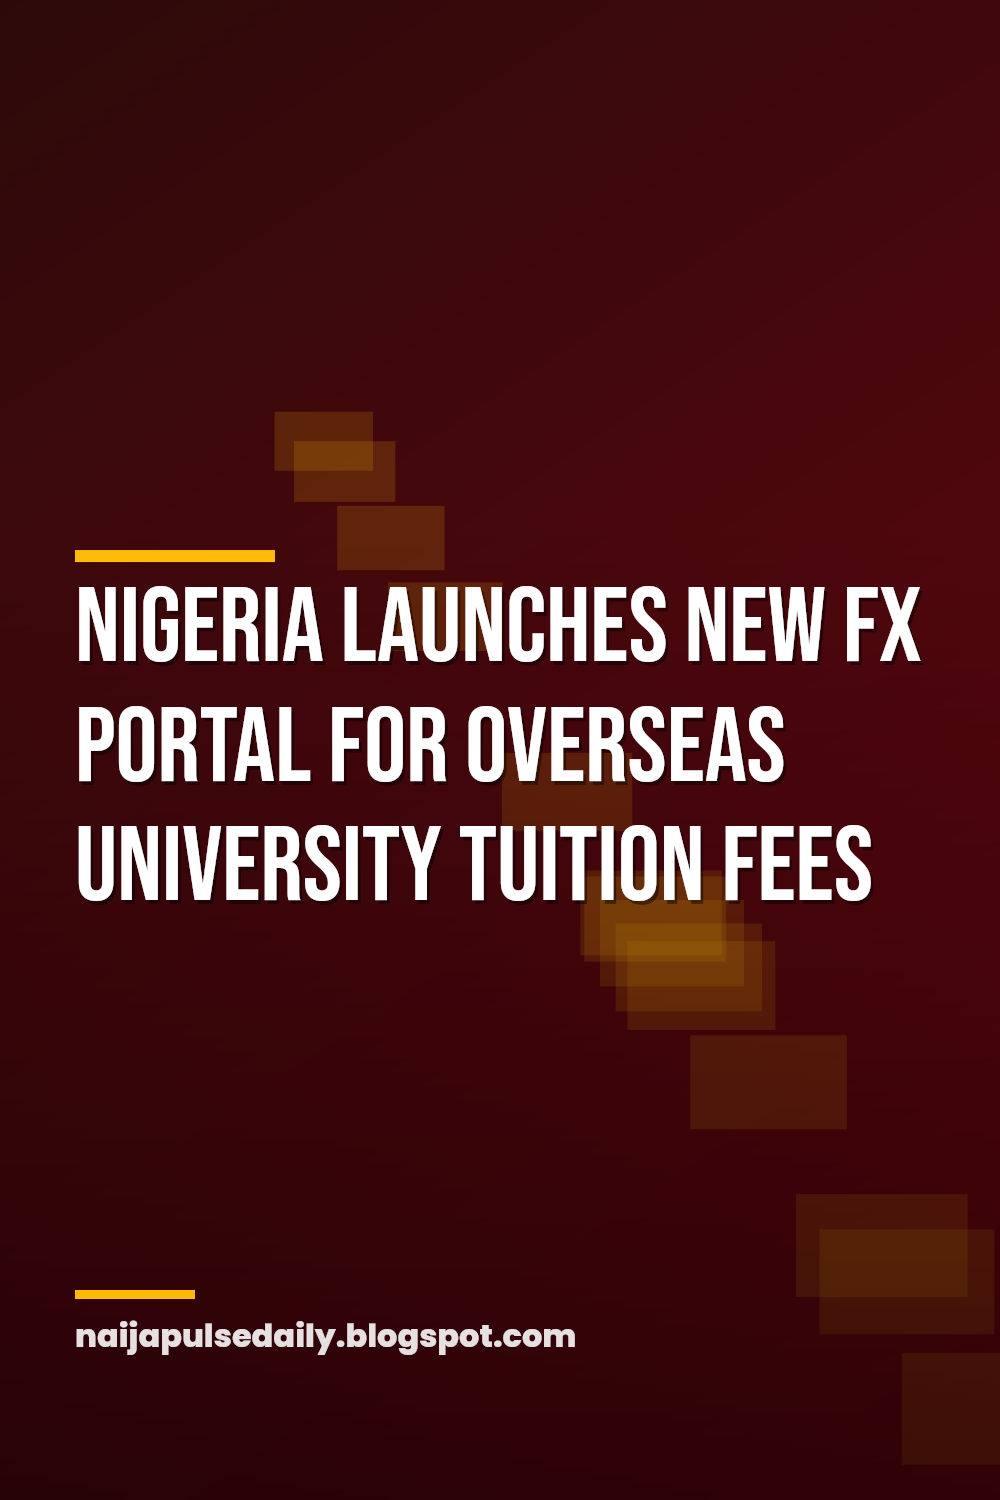 NIGERIA LAUNCHES NEW FX
PORTAL FOR OVERSEAS
UNIVERSITY TUITION FEES
naijapulsedaily.blogspot.com